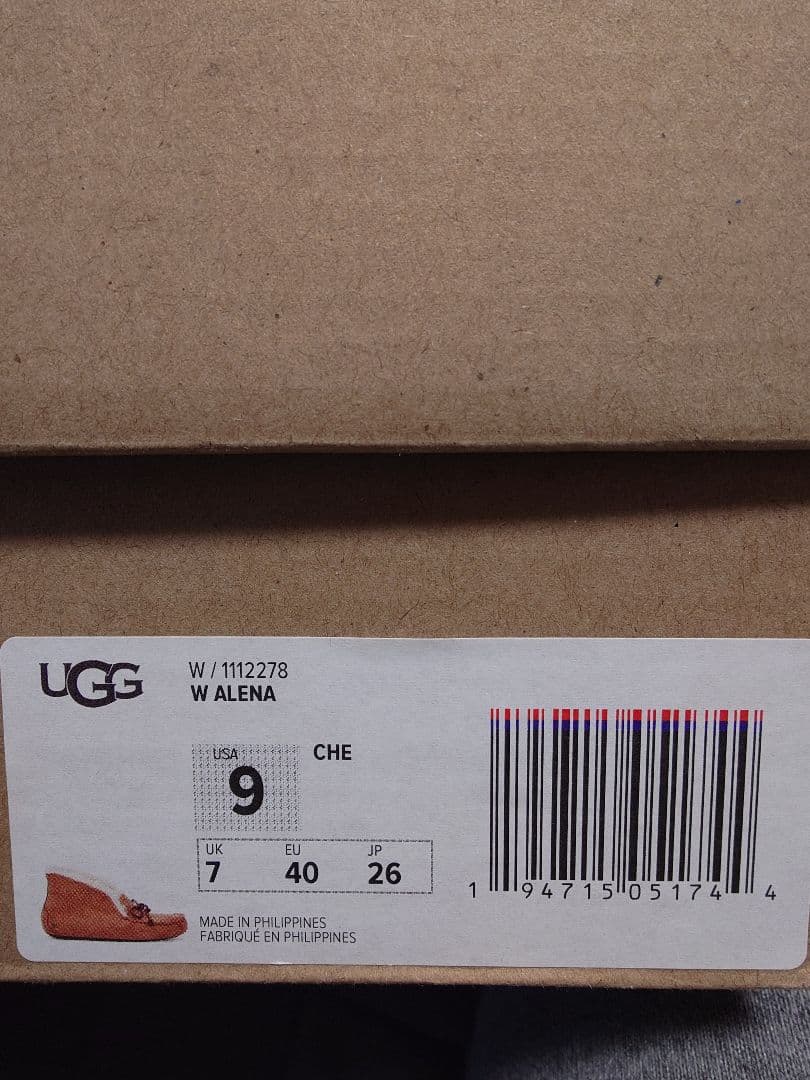 UGG
W / 1112278
W ALENA
USA
9
CHE
UK EU JP
7 40 26
MADE IN PHILIPPINES
FABRIQUÉ EN PHILIPPINES
1 94715 05174 4